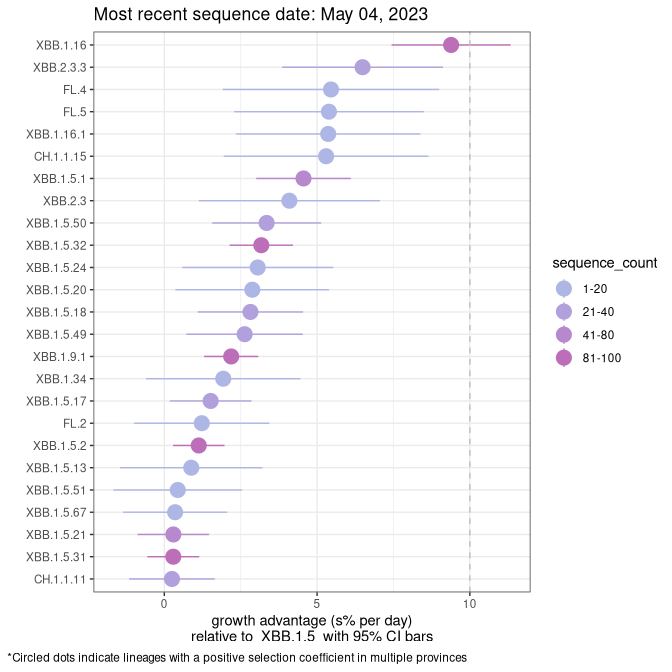 Most recent sequence date: May 04, 2023
XBB.1.16
XBB.2.3.3
FL.4
FL.5
XBB.1.16.1
CH.1.1.15
XBB.1.5.1
XBB.2.3
XBB.1.5.50
XBB.1.5.32
XBB.1.5.24
XBB.1.5.20
XBB.1.5.18
XBB.1.5.49
XBB.1.9.1
XBB.1.34
XBB.1.5.17
FL.2
XBB.1.5.2
XBB.1.5.13
XBB.1.5.51
XBB.1.5.67
XBB.1.5.21
XBB.1.5.31
CH.1.1.11
0 5 10
growth advantage (s% per day)
relative to XBB.1.5 with 95% CI bars
sequence_count
1-20
21-40
41-80
81-100
*Circled dots indicate lineages with a positive selection coefficient in multiple provinces